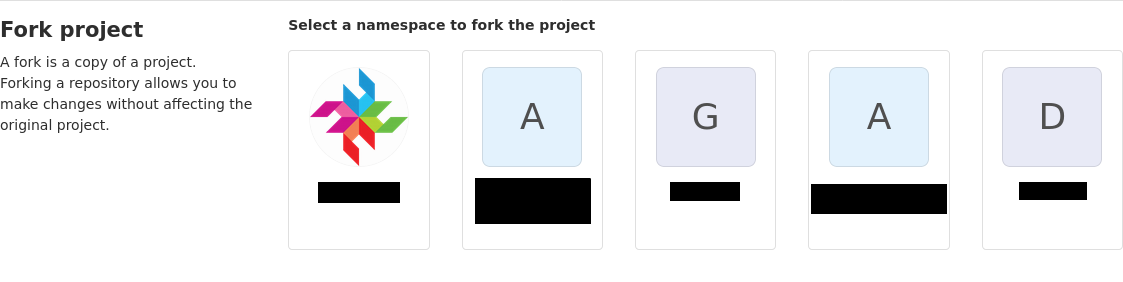 Fork project
A fork is a copy of a project.
Forking a repository allows you to
make changes without affecting the
original project.
Select a namespace to fork the project
A
G
A
D